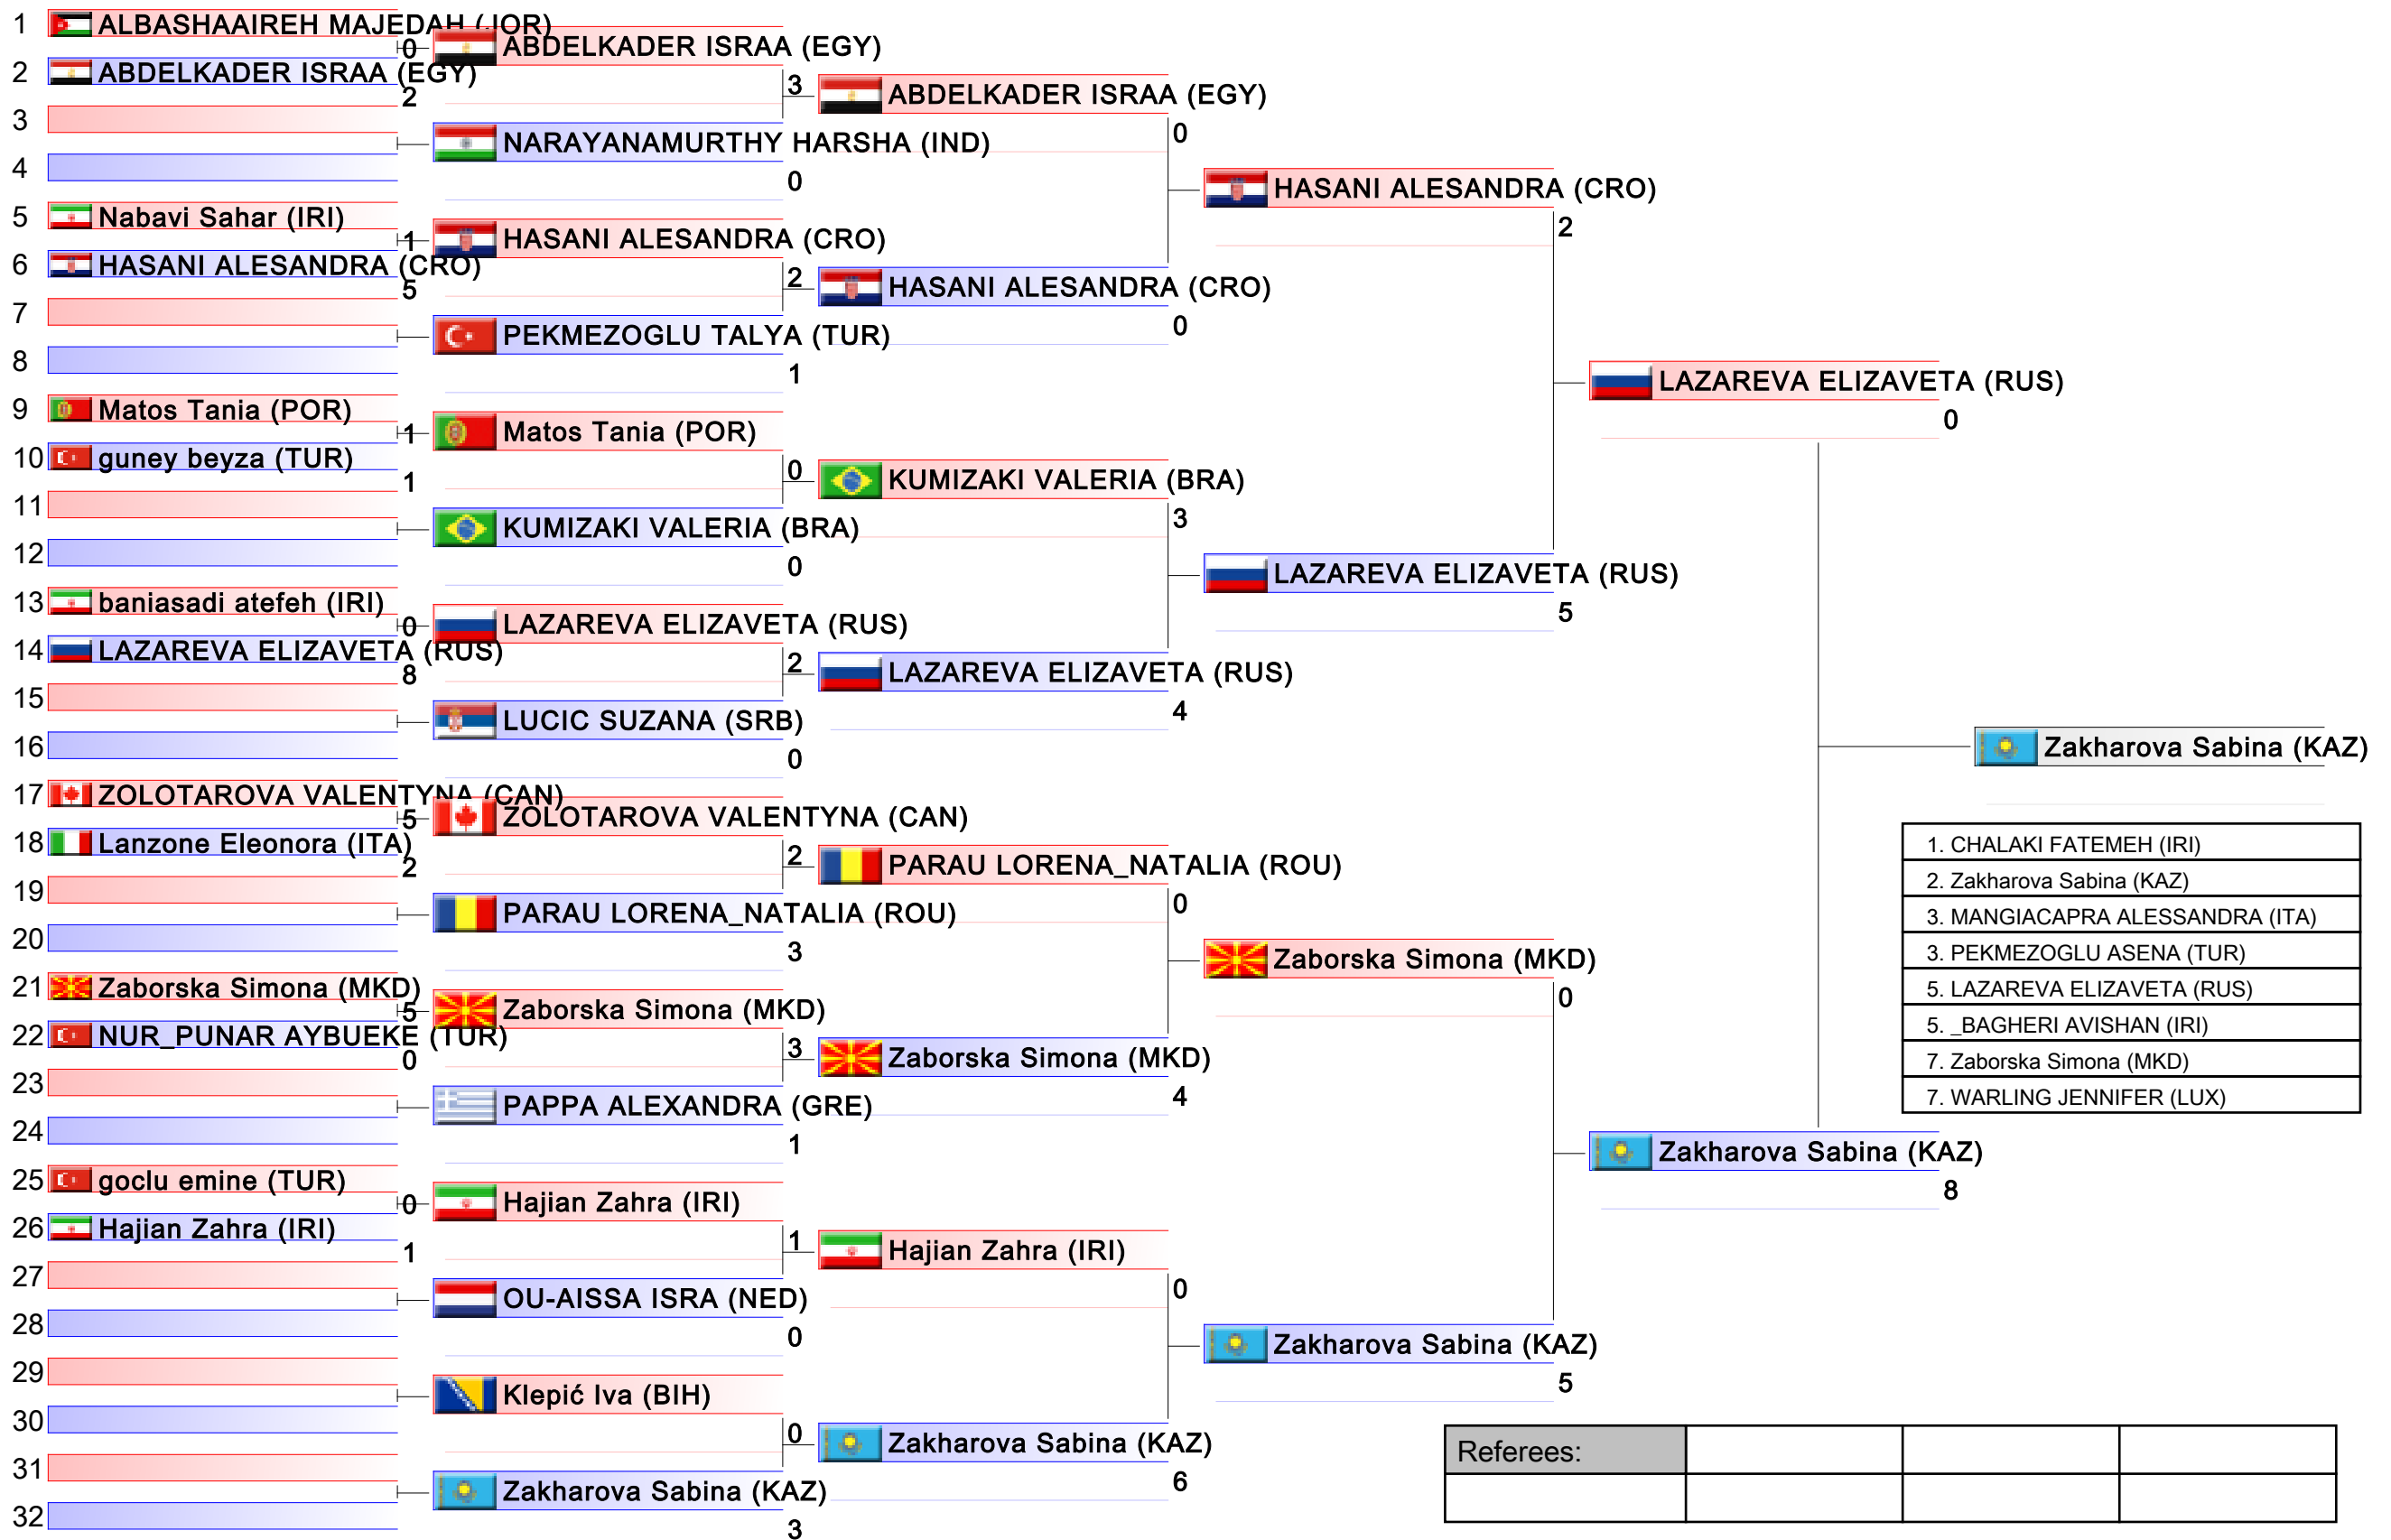 1 ALBASHAAIREH MAJEDAH (JOR)
0
2 ABDELKADER ISRAA (EGY)
2
3
4
5 Nabavi Sahar (IRI)
1
6 HASANI ALESANDRA (CRO)
5
7
8
9 Matos Tania (POR)
1
10 guney beyza (TUR)
1
11
12
13 baniasadi atefeh (IRI)
0
14 LAZAREVA ELIZAVETA (RUS)
8
15
16
17 ZOLOTAROVA VALENTYNA (CAN)
5
18 Lanzone Eleonora (ITA)
2
19
20
21 Zaborska Simona (MKD)
5
22 NUR_PUNAR AYBUEKE (TUR)
0
23
24
25 goclu emine (TUR)
0
26 Hajian Zahra (IRI)
1
27
28
29
30
31
32
ABDELKADER ISRAA (EGY)
3
NARAYANAMURTHY HARSHA (IND)
0
HASANI ALESANDRA (CRO)
2
PEKMEZOGLU TALYA (TUR)
1
Matos Tania (POR)
0
KUMIZAKI VALERIA (BRA)
0
LAZAREVA ELIZAVETA (RUS)
2
LUCIC SUZANA (SRB)
0
ZOLOTAROVA VALENTYNA (CAN)
2
PARAU LORENA_NATALIA (ROU)
3
Zaborska Simona (MKD)
3
PAPPA ALEXANDRA (GRE)
1
Hajian Zahra (IRI)
1
OU-AISSA ISRA (NED)
0
Klepić Iva (BIH)
0
Zakharova Sabina (KAZ)
3
ABDELKADER ISRAA (EGY)
0
HASANI ALESANDRA (CRO)
0
KUMIZAKI VALERIA (BRA)
3
LAZAREVA ELIZAVETA (RUS)
4
PARAU LORENA_NATALIA (ROU)
0
Zaborska Simona (MKD)
4
Hajian Zahra (IRI)
0
Zakharova Sabina (KAZ)
6
HASANI ALESANDRA (CRO)
2
LAZAREVA ELIZAVETA (RUS)
5
Zaborska Simona (MKD)
0
Zakharova Sabina (KAZ)
5
LAZAREVA ELIZAVETA (RUS)
0
Zakharova Sabina (KAZ)
8
Zakharova Sabina (KAZ)
1. CHALAKI FATEMEH (IRI)
2. Zakharova Sabina (KAZ)
3. MANGIACAPRA ALESSANDRA (ITA)
3. PEKMEZOGLU ASENA (TUR)
5. LAZAREVA ELIZAVETA (RUS)
5. _BAGHERI AVISHAN (IRI)
7. Zaborska Simona (MKD)
7. WARLING JENNIFER (LUX)
Referees: